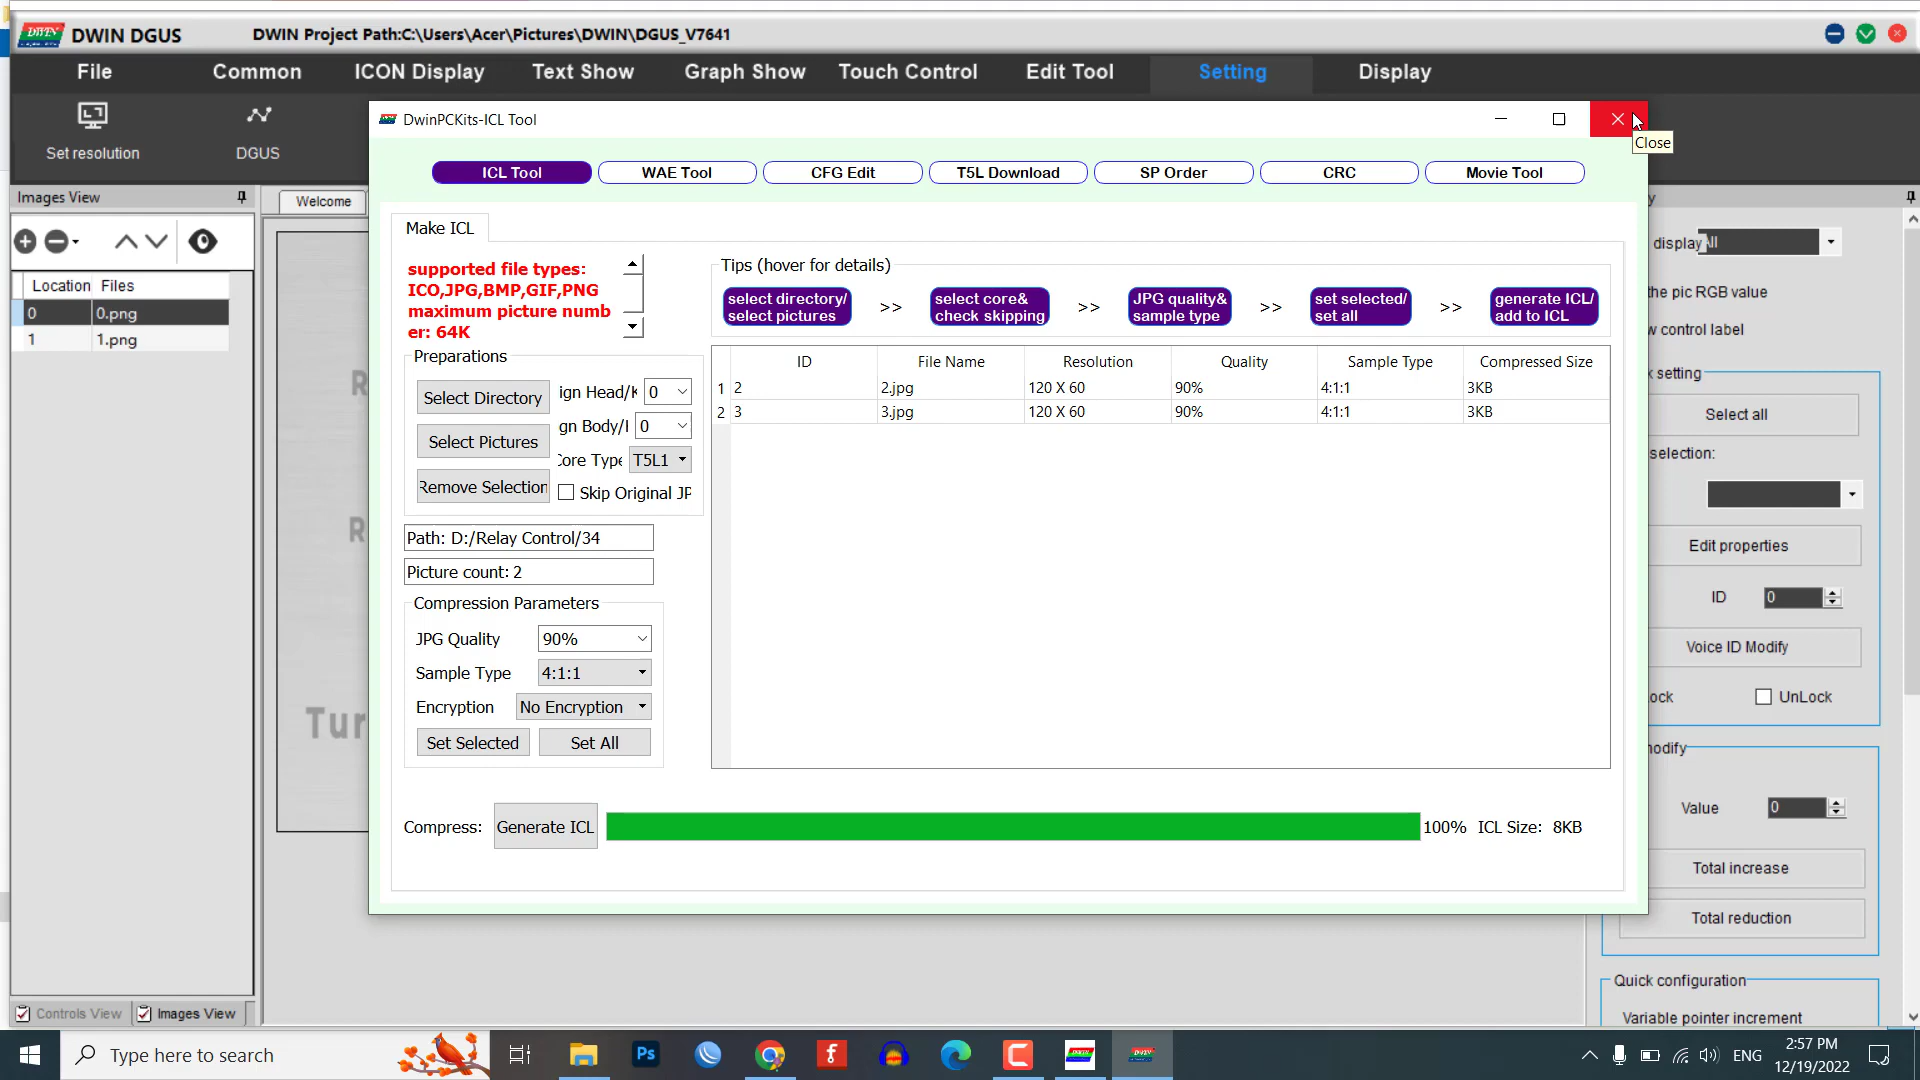 DWIN DWIN DGUS DWIN Project Path:C:\Users\Acer\Pictures\DWIN\DGUS_V7641
File Common ICON Display Text Show Graph Show Touch Control Edit Tool Setting Display
Set resolution DGUS
DwinPCKits-ICL Tool
Close
ICL Tool WAE Tool CFG Edit T5L Download SP Order CRC Movie Tool
Images View
Welcome
Location Files
0 0.png
1 1.png
Make ICL
supported file types:
ICO,JPG,BMP,GIF,PNG
maximum picture numb
er: 64K
Tips (hover for details)
select directory/
select pictures
>>
select core&
check skipping
>>
JPG quality&
sample type
>>
set selected/
set all
>>
generate ICL/
add to ICL
Preparations
Select Directory ign Head/K 0
Select Pictures gn Body/I 0
Core Type T5L1
Remove Selection Skip Original JP
Path: D:/Relay Control/34
Picture count: 2
Compression Parameters
JPG Quality 90%
Sample Type 4:1:1
Encryption No Encryption
Set Selected Set All
ID File Name Resolution Quality Sample Type Compressed Size
1 2 2.jpg 120 X 60 90% 4:1:1 3KB
2 3 3.jpg 120 X 60 90% 4:1:1 3KB
Compress: Generate ICL 100% ICL Size: 8KB
R
R
Tur
y
display All
the pic RGB value
w control label
k setting
Select all
selection:
Edit properties
ID 0
Voice ID Modify
ock UnLock
modify
Value 0
Total increase
Total reduction
Quick configuration
Variable pointer increment
Controls View Images View
Type here to search
Ps
ENG
2:57 PM
12/19/2022